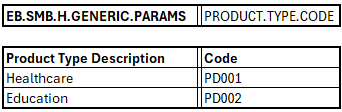 EB.SMB.H.GENERIC.PARAMS PRODUCT.TYPE.CODE
Product Type Description Code
Healthcare PD001
Education PD002